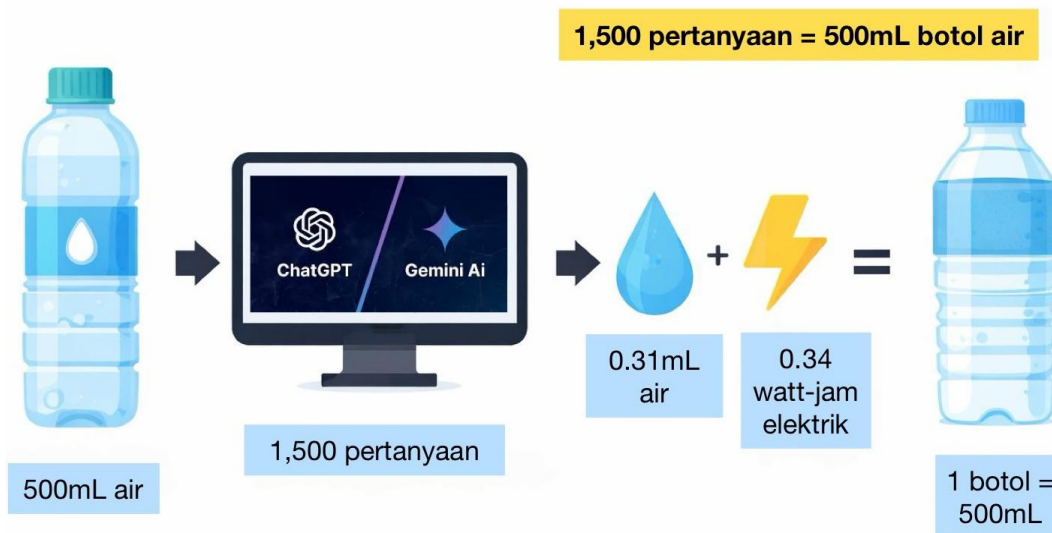 1,500 pertanyaan = 500mL botol air
ChatGPT
Gemini Ai
0.31mL
air
0.34
watt-jam
elektrik
1,500 pertanyaan
500mL air
1 botol =
500mL